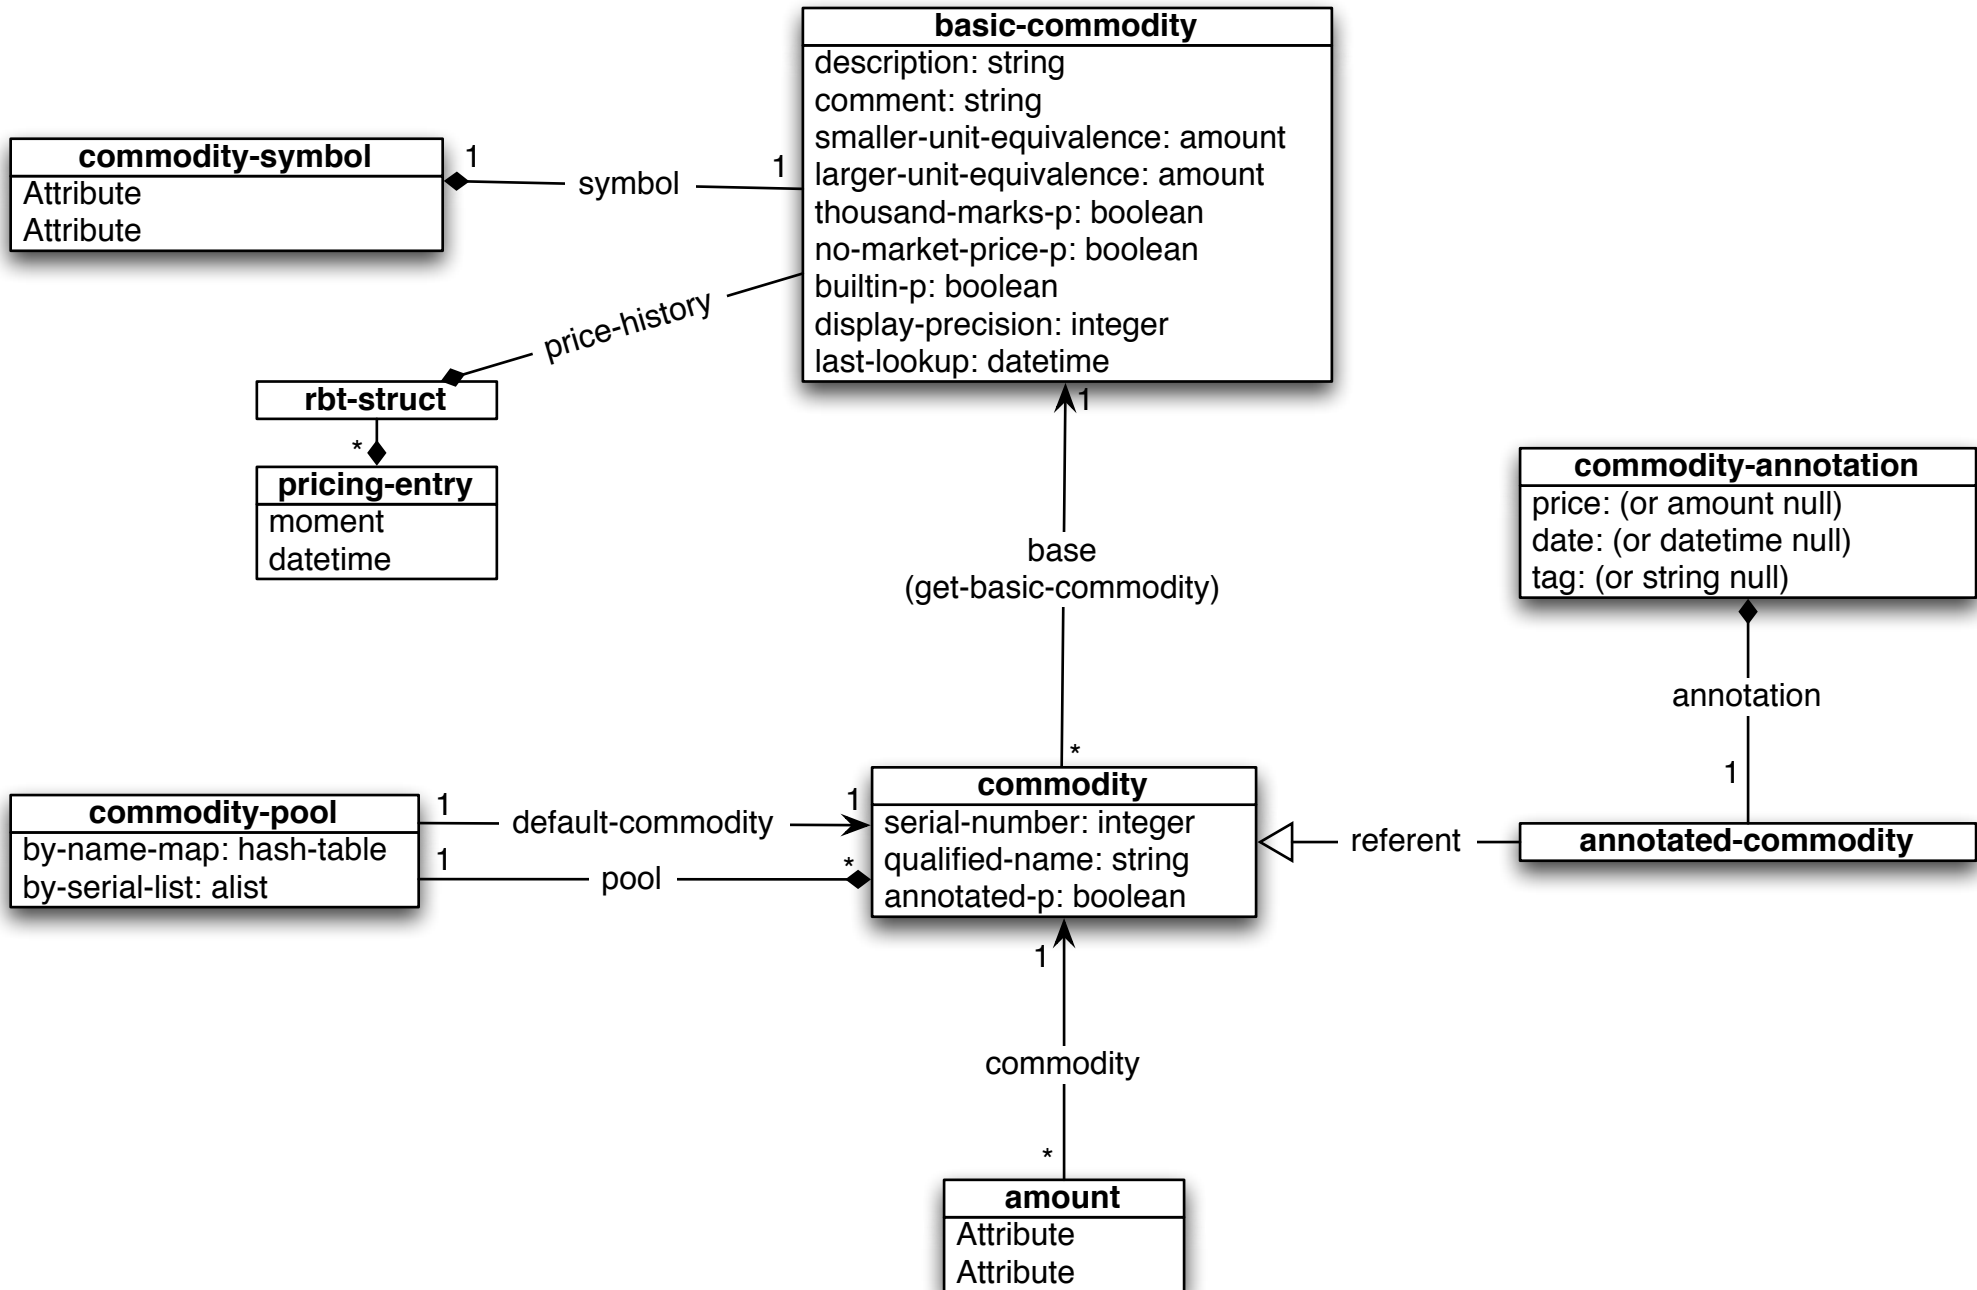 basic-commodity
description: string
comment: string
smaller-unit-equivalence: amount
larger-unit-equivalence: amount
thousand-marks-p: boolean
no-market-price-p: boolean
builtin-p: boolean
display-precision: integer
last-lookup: datetime
commodity-symbol
Attribute
Attribute
1
symbol
1
price-history
rbt-struct
*
pricing-entry
moment
datetime
1
base
(get-basic-commodity)
*
commodity-annotation
price: (or amount null)
date: (or datetime null)
tag: (or string null)
annotation
1
annotated-commodity
referent
commodity
serial-number: integer
qualified-name: string
annotated-p: boolean
commodity-pool
by-name-map: hash-table
by-serial-list: alist
1
default-commodity
1
1
pool
*
1
commodity
*
amount
Attribute
Attribute